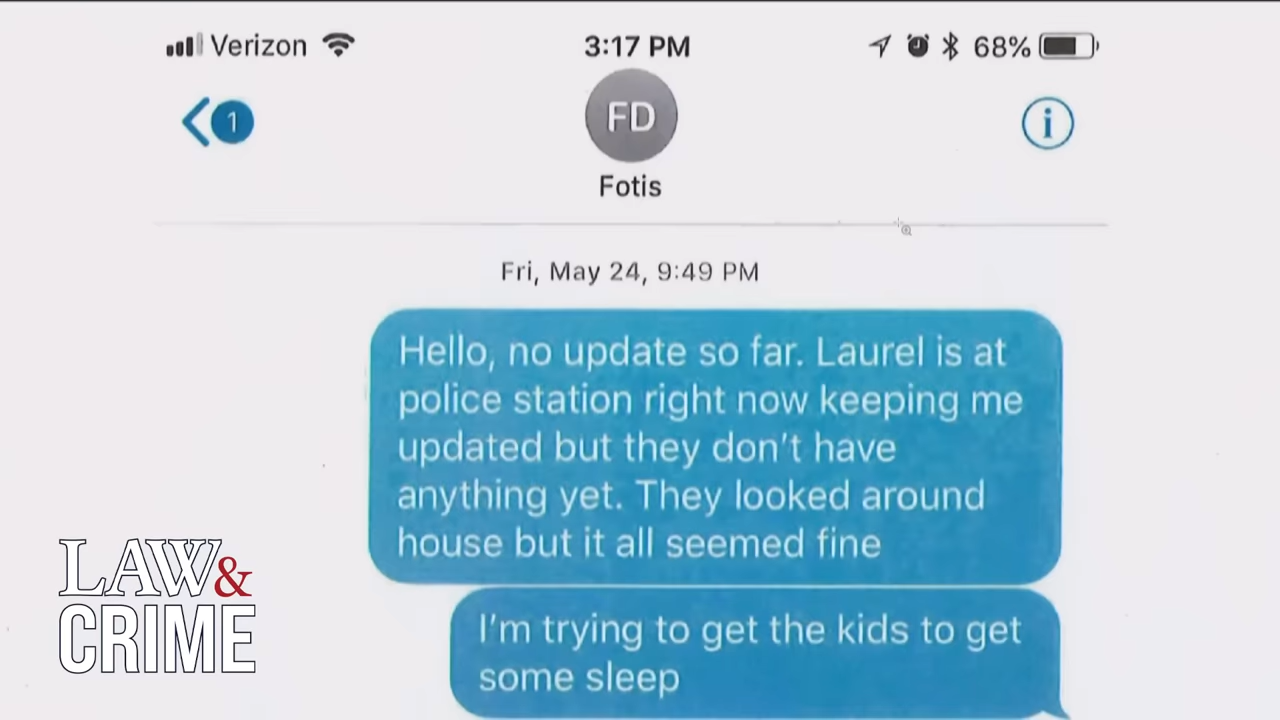 Verizon 3:17 PM 68%
1
FD
Fotis
Fri, May 24, 9:49 PM
Hello, no update so far. Laurel is at
police station right now keeping me
updated but they don't have
anything yet. They looked around
house but it all seemed fine
I'm trying to get the kids to get
some sleep
LAW&
CRIME